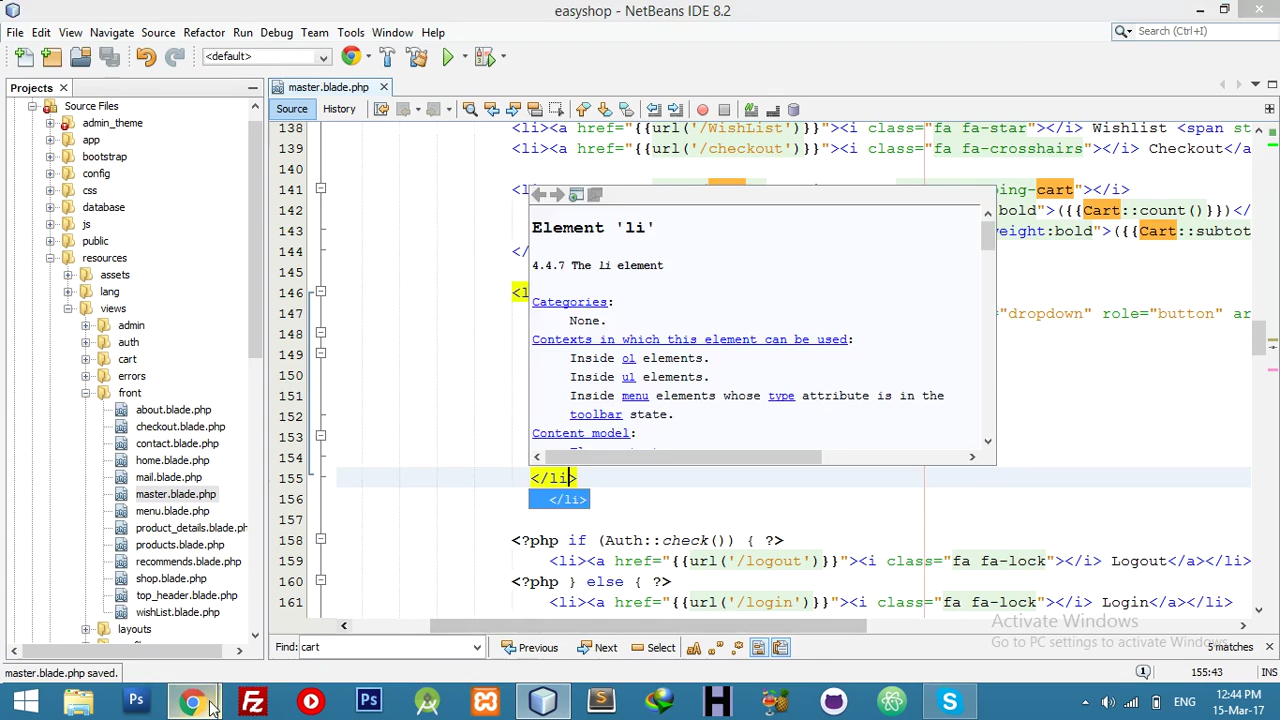 easyshop - NetBeans IDE 8.2
File Edit View Navigate Source Refactor Run Debug Team Tools Window Help
Search (Ctrl+I)
<default>
Projects
master.blade.php
Source Files
admin_theme
app
bootstrap
config
css
database
js
public
resources
assets
lang
views
admin
auth
cart
errors
front
about.blade.php
checkout.blade.php
contact.blade.php
home.blade.php
mail.blade.php
master.blade.php
menu.blade.php
product_details.blade.ph
products.blade.php
recommends.blade.php
shop.blade.php
top_header.blade.php
wishList.blade.php
layouts
Source History
138 <li><a href="{{url('/WishList')}}"><i class="fa fa-star"></i> Wishlist <span st
139 <li><a href="{{url('/checkout')}}"><i class="fa fa-crosshairs"></i> Checkout</a
140
141 ping-cart"></i>
142 bold">({{Cart::count()}})</
143 weight:bold">({{Cart::subtot
144 </
145
146 <l
147 ="dropdown" role="button" ar
148
149
150
151
152
153
154
155 </li>
156 </li>
157
158 <?php if (Auth::check()) { ?>
159 <li><a href="{{url('/logout')}}"><i class="fa fa-lock"></i> Logout</a></li>
160 <?php } else { ?>
161 <li><a href="{{url('/login')}}"><i class="fa fa-lock"></i> Login</a></li>
Element 'li'
4.4.7 The li element
Categories:
None.
Contexts in which this element can be used:
Inside ol elements.
Inside ul elements.
Inside menu elements whose type attribute is in the
toolbar state.
Content model:
Activate Windows
Go to PC settings to activate Windows.
Find: cart
Previous Next Select
5 matches
master.blade.php saved.
155:43 INS
ENG
12:44 PM
15-Mar-17